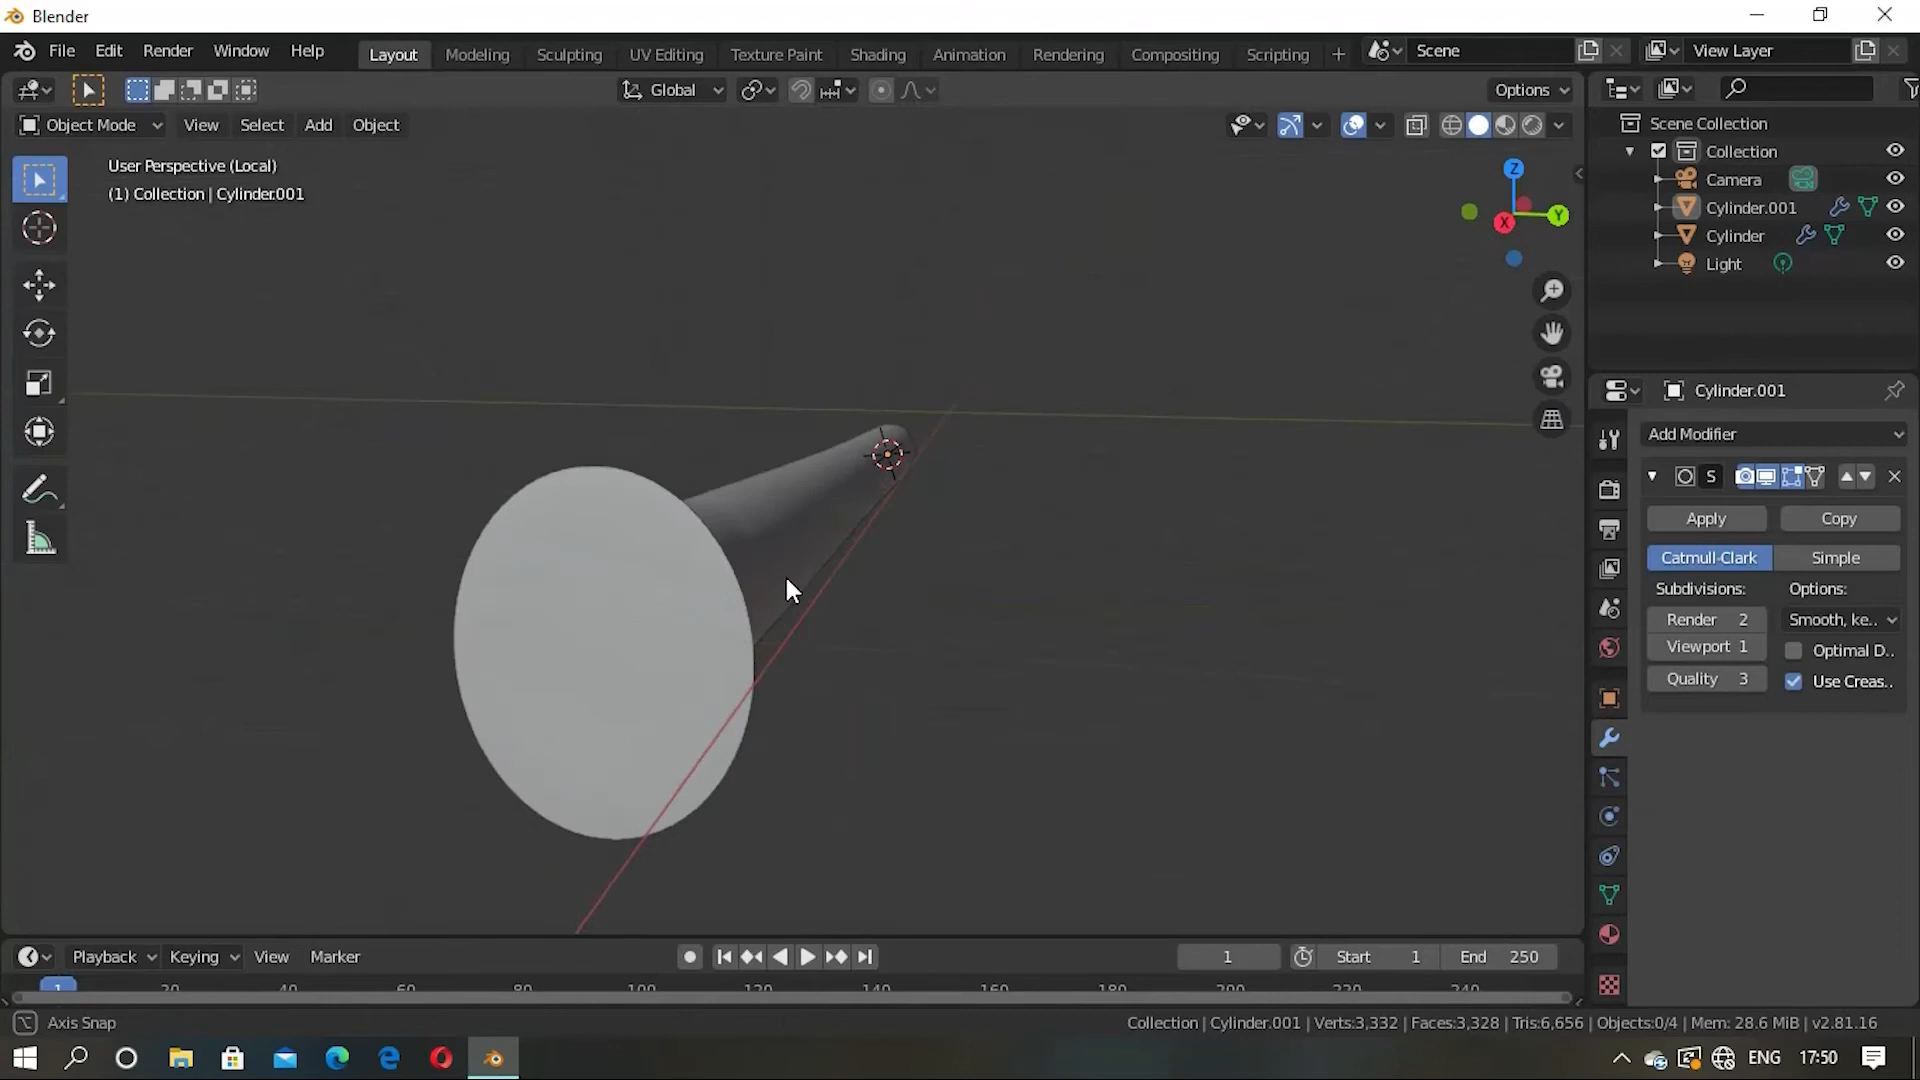 Blender
File Edit Render Window Help Layout Modeling Sculpting UV Editing Texture Paint Shading Animation Rendering Compositing Scripting + Scene View Layer
Global Options
Object Mode View Select Add Object
User Perspective (Local)
(1) Collection | Cylinder.001
Z
Y
X
Scene Collection
Collection
Camera
Cylinder.001
Cylinder
Light
Cylinder.001
Add Modifier
S
Apply Copy
Catmull-Clark Simple
Subdivisions: Options:
Render 2 Smooth, ke..
Viewport 1 Optimal D..
Quality 3 Use Creas..
Playback Keying View Marker 1 Start 1 End 250
1 20 40 60 80 100 120 140 160 180 200 220 240
Axis Snap
Collection | Cylinder.001 | Verts:3,332 | Faces:3,328 | Tris:6,656 | Objects:0/4 | Mem: 28.6 MiB | v2.81.16
ENG 17:50